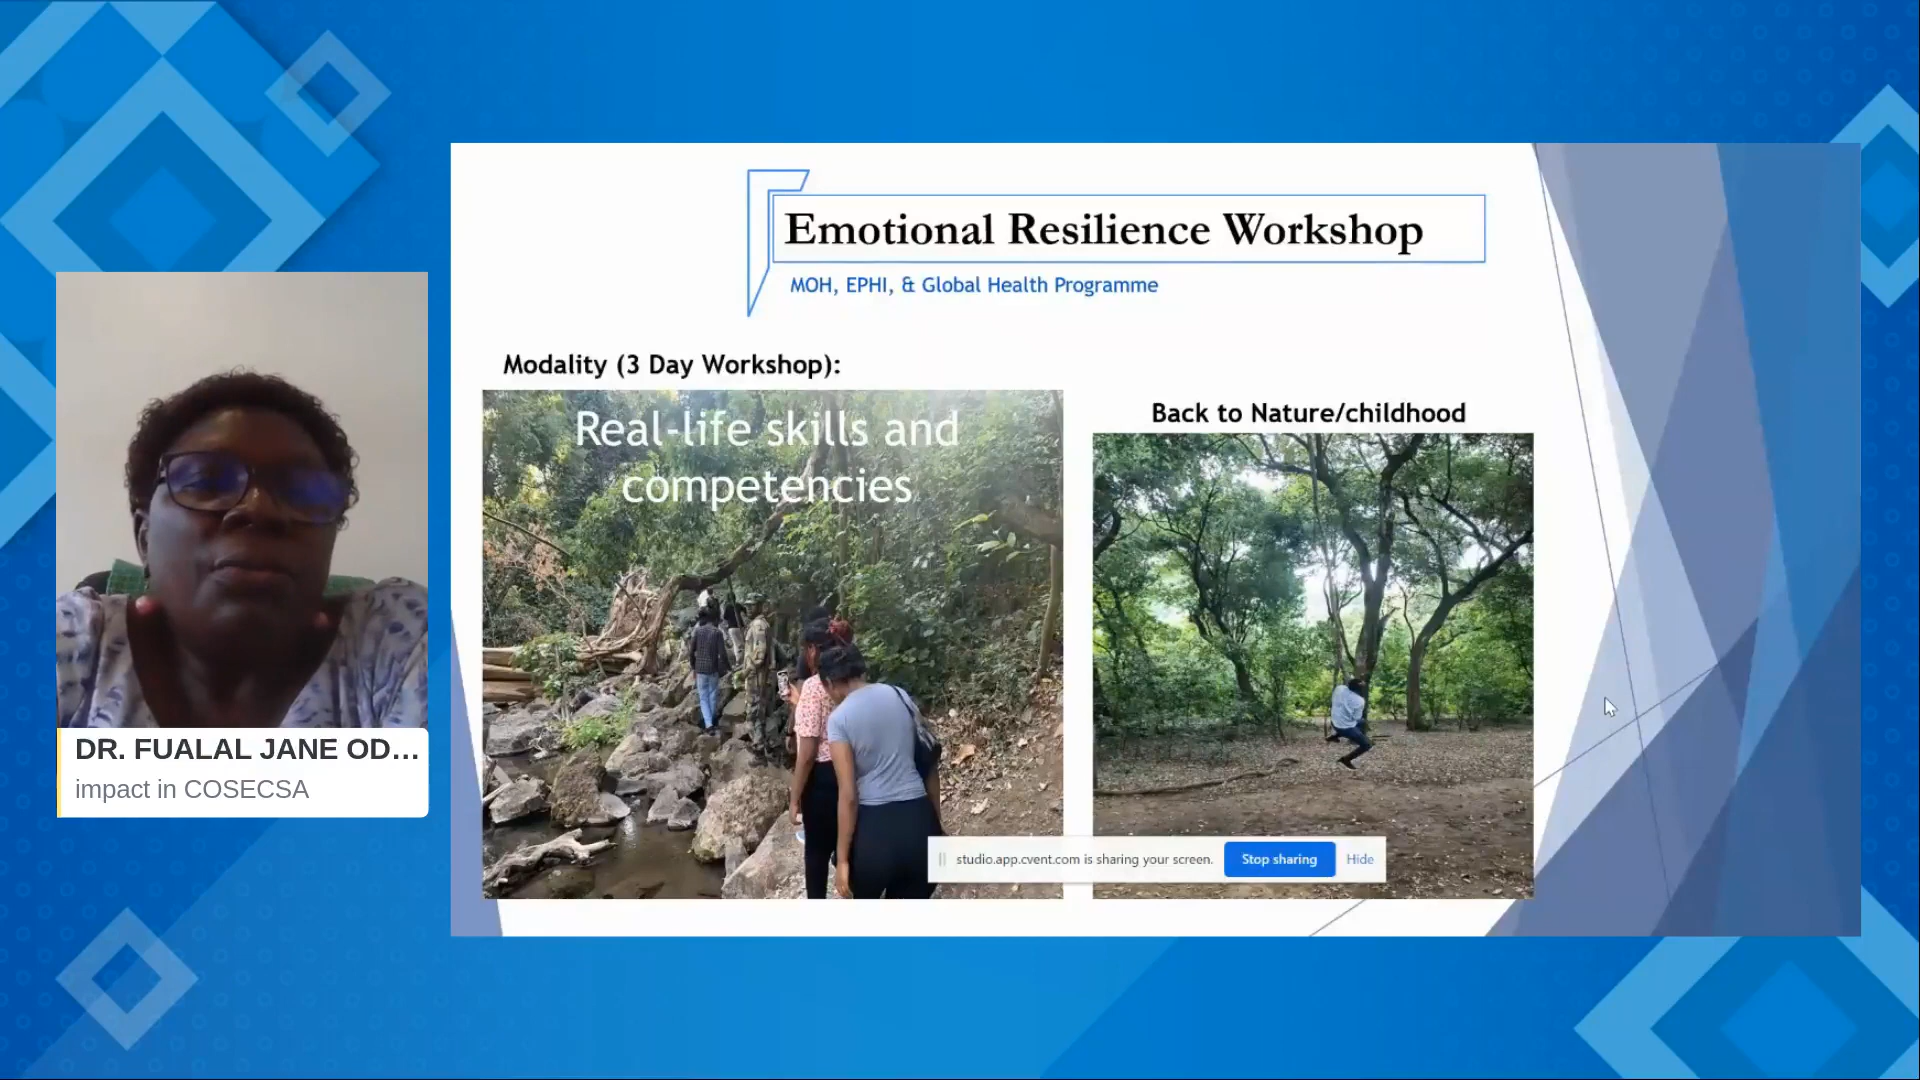 Emotional Resilience Workshop
MOH, EPHI, & Global Health Programme
Modality (3 Day Workshop):
Real-life skills and
competencies
Back to Nature/childhood
DR. FUALAL JANE OD...
impact in COSECSA
studio.app.cvent.com is sharing your screen.
Stop sharing
Hide